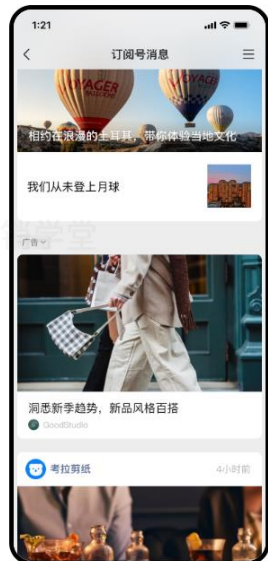 1:21
订阅号消息
VOYAGER
BALLOONS
相约在浪漫的土耳其，带你体验当地文化
我们从未登上月球
广告
洞悉新季趋势，新品风格百搭
GoodStudio
考拉剪纸
4小时前